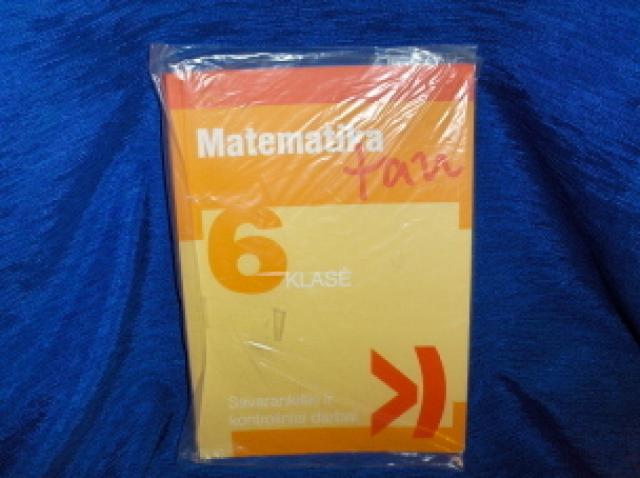 Matematika
tau
6
KLASĖ
Savarankiški ir
kontroliniai darbai